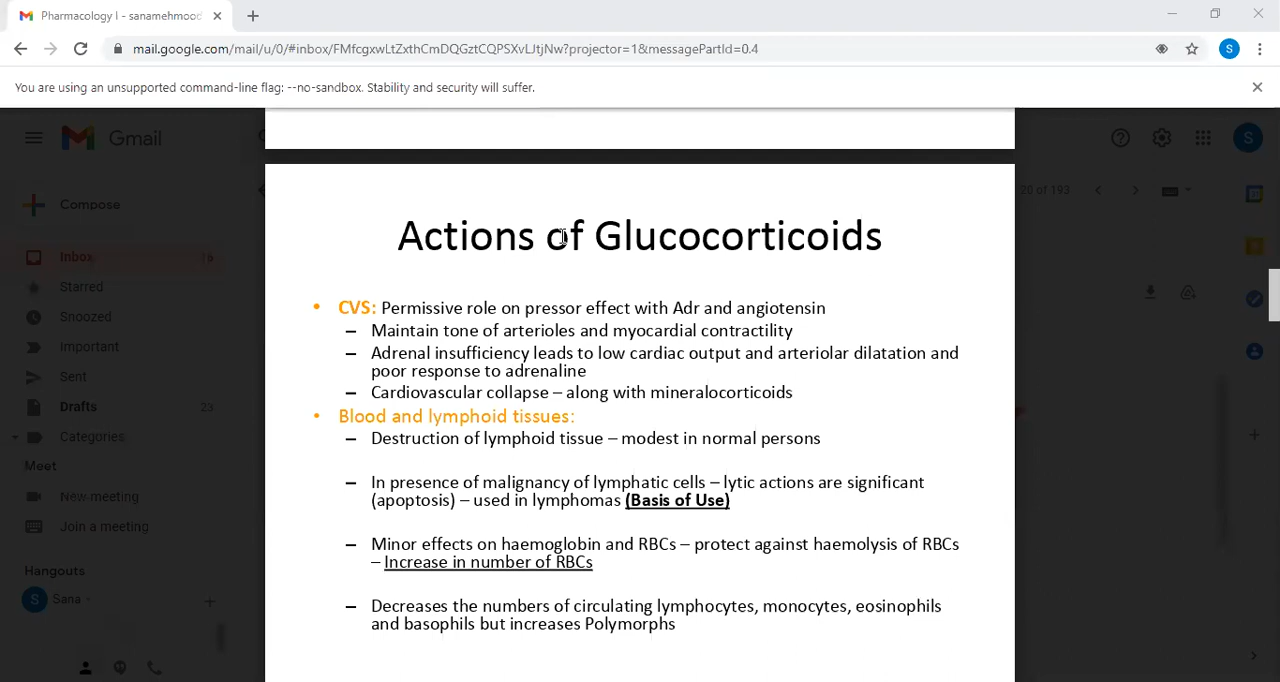 Pharmacology I - sanamehmood
mail.google.com/mail/u/0/#inbox/FMfcgxwLtZxthCmDQGztCQPSXvLJtjNw?projector=1&messagePartId=0.4
S
You are using an unsupported command-line flag: --no-sandbox. Stability and security will suffer.
Gmail
S
20 of 193
Compose
Inbox
Starred
Snoozed
Important
Sent
Drafts 23
Categories
Meet
New meeting
Join a meeting
Hangouts
S Sana
Actions of Glucocorticoids
• CVS: Permissive role on pressor effect with Adr and angiotensin
– Maintain tone of arterioles and myocardial contractility
– Adrenal insufficiency leads to low cardiac output and arteriolar dilatation and
poor response to adrenaline
– Cardiovascular collapse – along with mineralocorticoids
• Blood and lymphoid tissues:
– Destruction of lymphoid tissue – modest in normal persons
– In presence of malignancy of lymphatic cells – lytic actions are significant
(apoptosis) – used in lymphomas (Basis of Use)
– Minor effects on haemoglobin and RBCs – protect against haemolysis of RBCs
– Increase in number of RBCs
– Decreases the numbers of circulating lymphocytes, monocytes, eosinophils
and basophils but increases Polymorphs